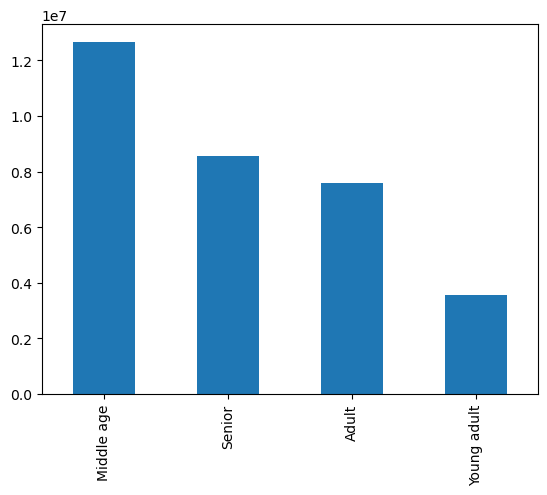 1e7
1.2
1.0
0.8
0.6
0.4
0.2
0.0
Middle age
Senior
Adult
Young adult